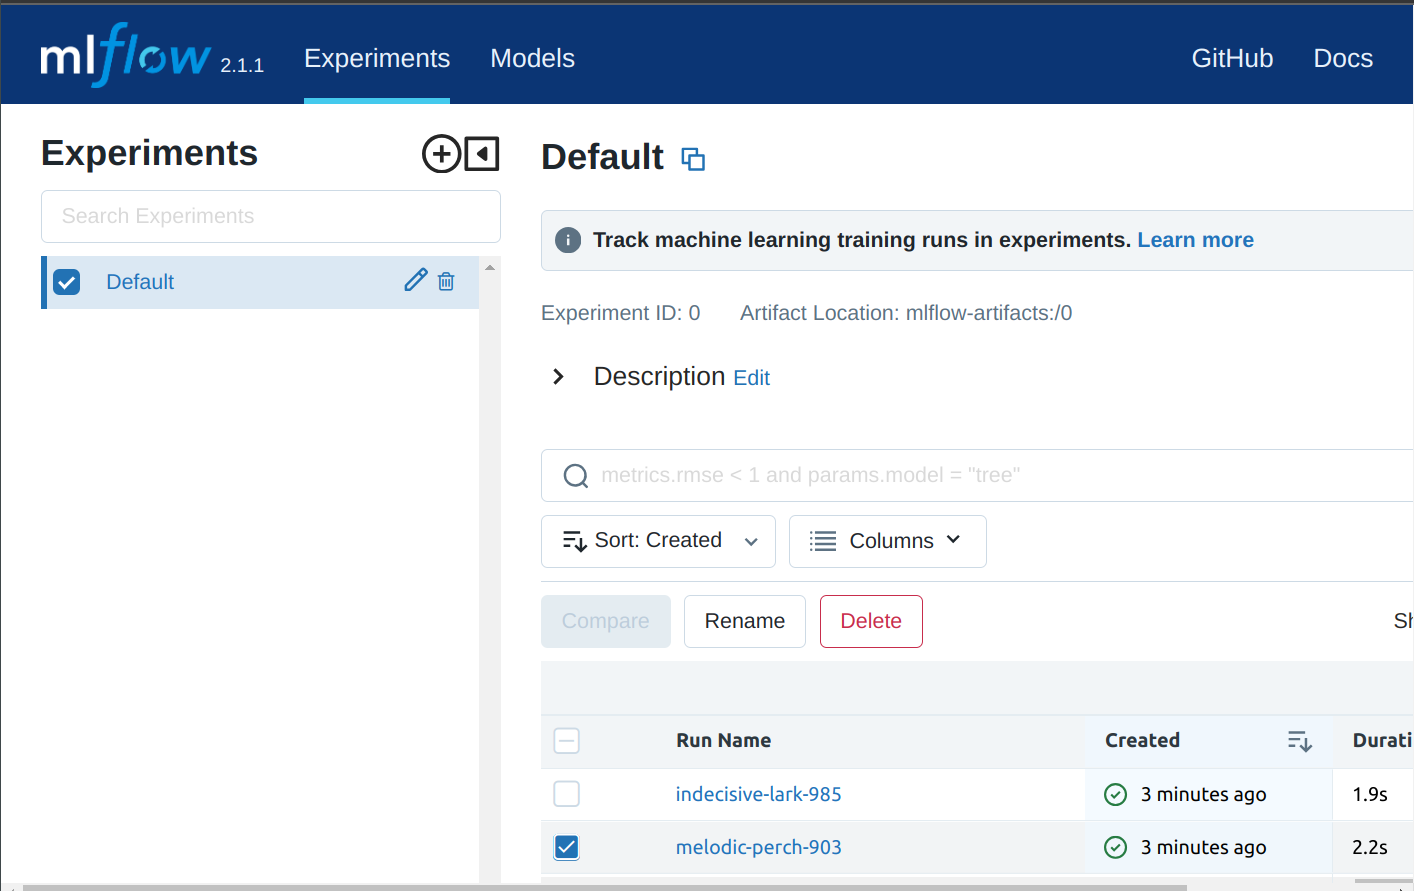 mlflow 2.1.1 Experiments Models GitHub Docs
Experiments
Search Experiments
Default
Default
Track machine learning training runs in experiments. Learn more
Experiment ID: 0 Artifact Location: mlflow-artifacts:/0
Description Edit
metrics.rmse < 1 and params.model = "tree"
Sort: Created Columns
Compare Rename Delete
Run Name Created
indecisive-lark-985 3 minutes ago 1.9s
melodic-perch-903 3 minutes ago 2.2s